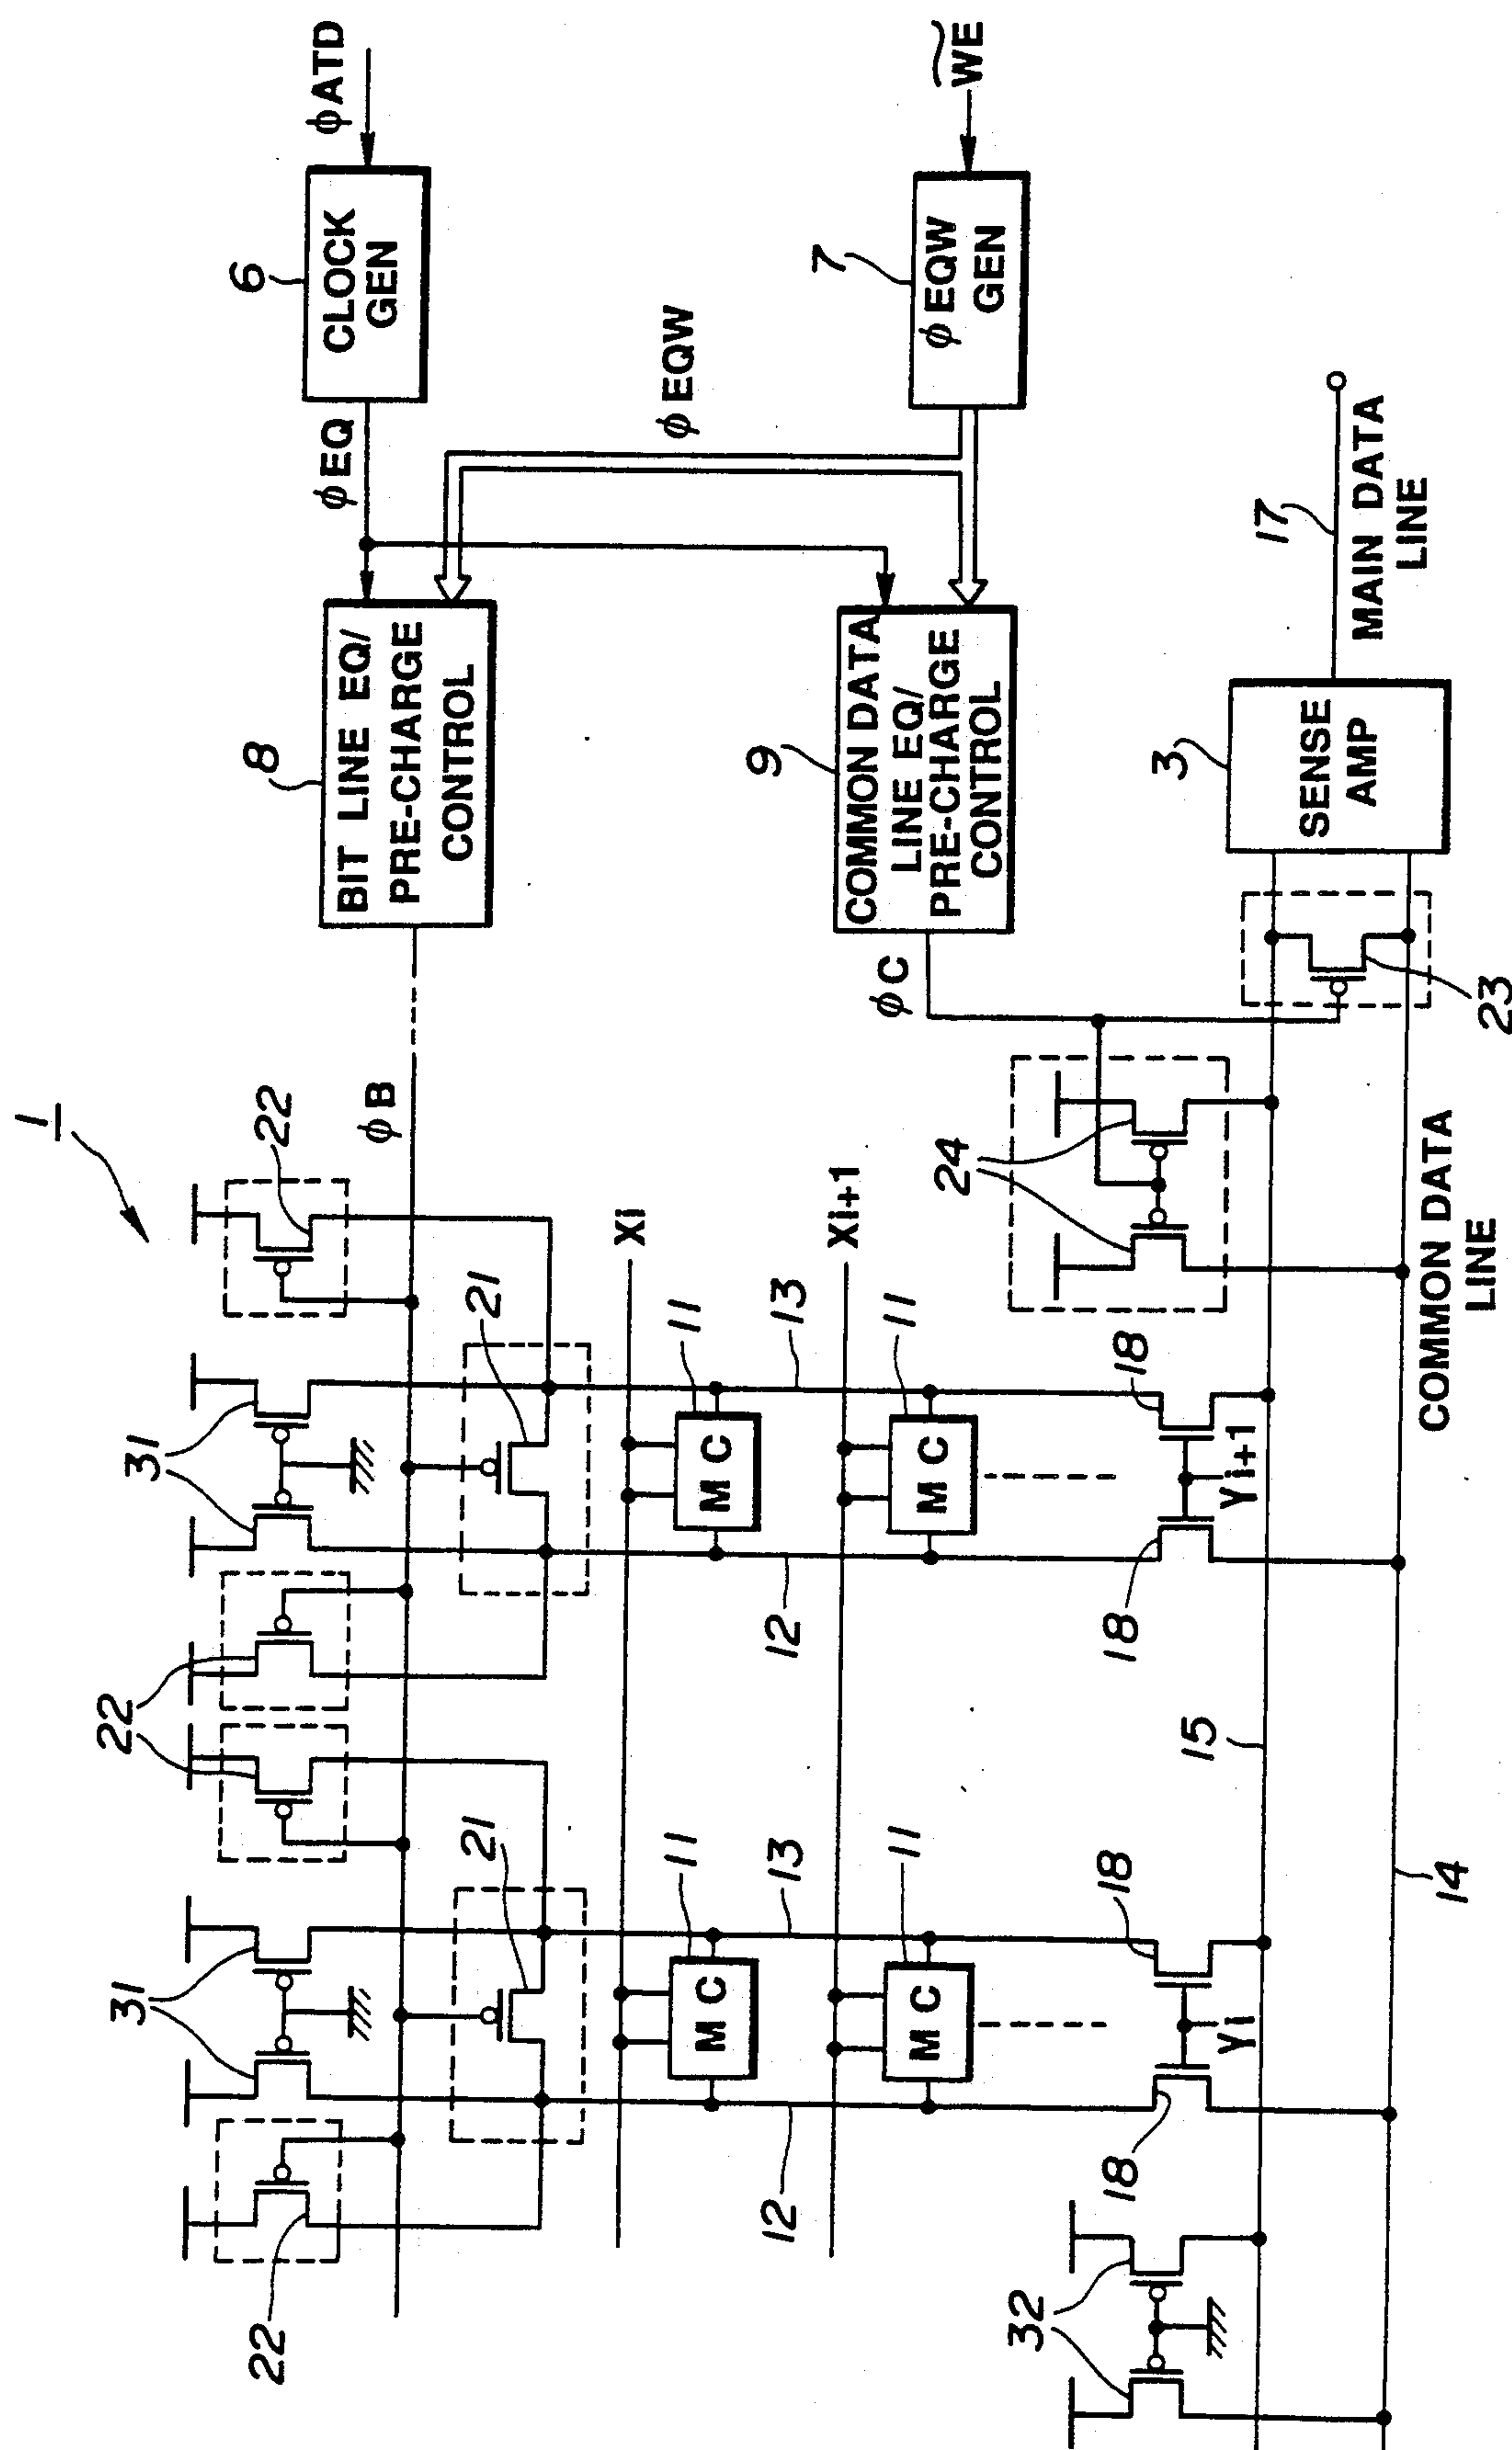 1
22
31
22
31
22
φB
8
BIT LINE EQ/
PRE-CHARGE
CONTROL
φEQ
6
CLOCK
GEN
φATD
21
21
Xi
11
11
MC
MC
12
13
12
13
Xi+1
11
11
MC
MC
φEQW
7
φEQW
GEN
WE
9
COMMON DATA
LINE EQ/
PRE-CHARGE
CONTROL
φC
24
32
18
18
18
18
Yi
Yi+1
15
14
COMMON DATA
LINE
23
3
SENSE
AMP
17
MAIN DATA
LINE